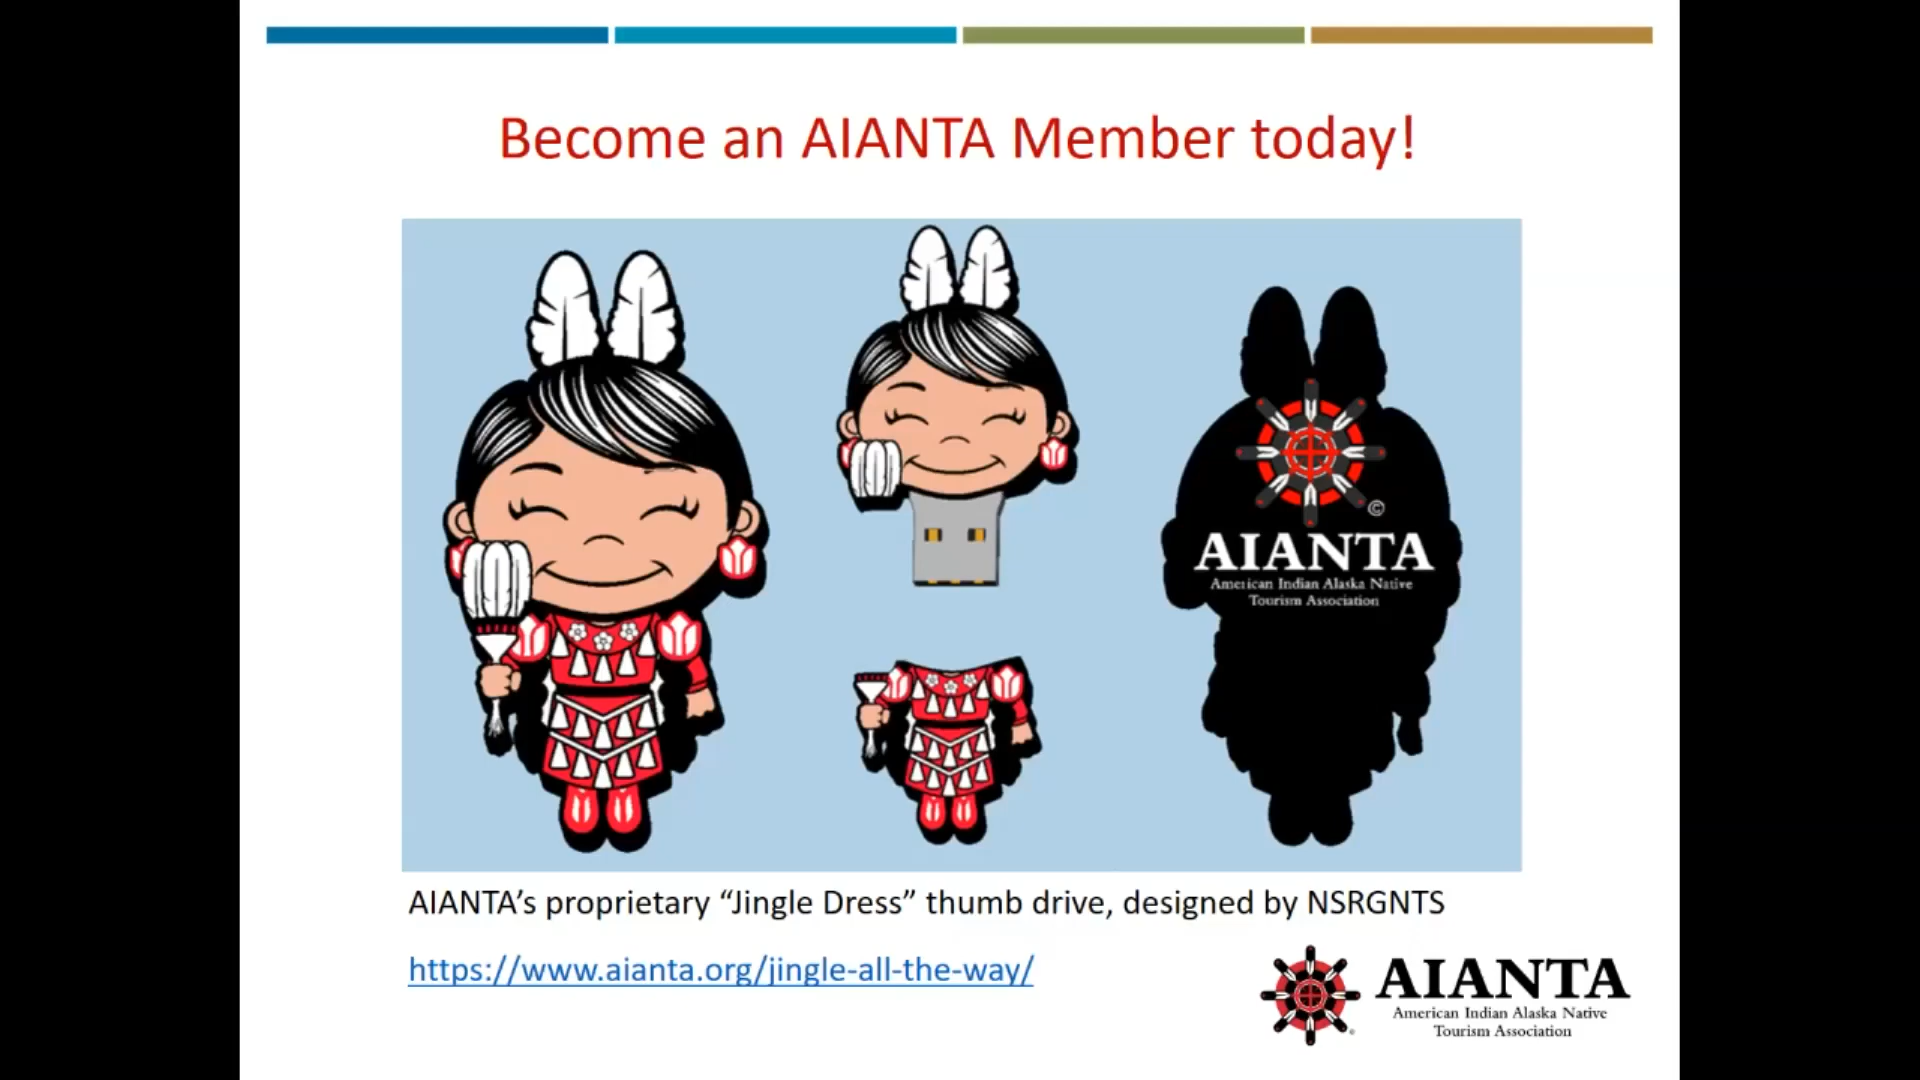 Become an AIANTA Member today!
©
AIANTA
American Indian Alaska Native
Tourism Association
AIANTA’s proprietary “Jingle Dress” thumb drive, designed by NSRGNTS
https://www.aianta.org/jingle-all-the-way/
AIANTA
American Indian Alaska Native
Tourism Association